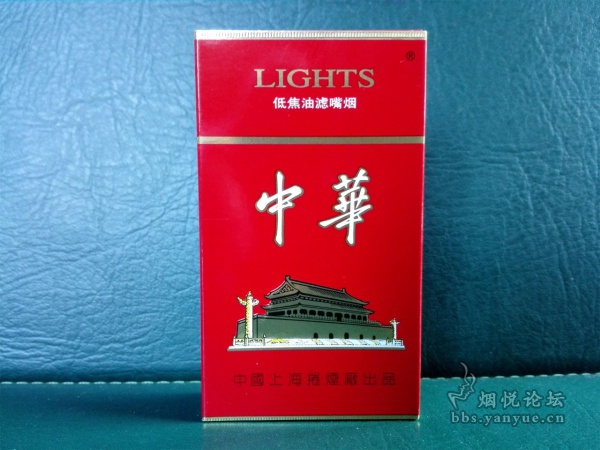 LIGHTS
®
低焦油滤嘴烟
中華
中國上海捲煙廠出品
烟悦论坛
bbs.yanyue.cn